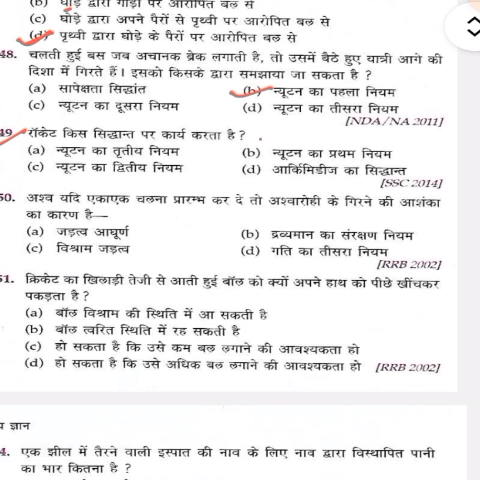 (b) घोड़े द्वारा गाड़ी पर आरोपित बल से
(c) घोड़े द्वारा अपने पैरों से पृथ्वी पर आरोपित बल से
(d) पृथ्वी द्वारा घोड़े के पैरों पर आरोपित बल से
48. चलती हुई बस जब अचानक ब्रेक लगाती है, तो उसमें बैठे हुए यात्री आगे की
दिशा में गिरते हैं। इसको किसके द्वारा समझाया जा सकता है ?
(a) सापेक्षता सिद्धांत (b) न्यूटन का पहला नियम
(c) न्यूटन का दूसरा नियम (d) न्यूटन का तीसरा नियम
[NDA/NA 2011]
49. रॉकेट किस सिद्धान्त पर कार्य करता है ? .
(a) न्यूटन का तृतीय नियम (b) न्यूटन का प्रथम नियम
(c) न्यूटन का द्वितीय नियम (d) आर्किमिडीज का सिद्धान्त
[SSC 2014]
50. अश्व यदि एकाएक चलना प्रारम्भ कर दे तो अश्वारोही के गिरने की आशंका
का कारण है—
(a) जड़त्व आघूर्ण (b) द्रव्यमान का संरक्षण नियम
(c) विश्राम जड़त्व (d) गति का तीसरा नियम
[RRB 2002]
51. क्रिकेट का खिलाड़ी तेजी से आती हुई बॉल को क्यों अपने हाथ को पीछे खींचकर
पकड़ता है ?
(a) बॉल विश्राम की स्थिति में आ सकती है
(b) बॉल त्वरित स्थिति में रह सकती है
(c) हो सकता है कि उसे कम बल लगाने की आवश्यकता हो
(d) हो सकता है कि उसे अधिक बल लगाने की आवश्यकता हो [RRB 2002]
ज्ञान
4. एक झील में तैरने वाली इस्पात की नाव के लिए नाव द्वारा विस्थापित पानी
का भार कितना है ?